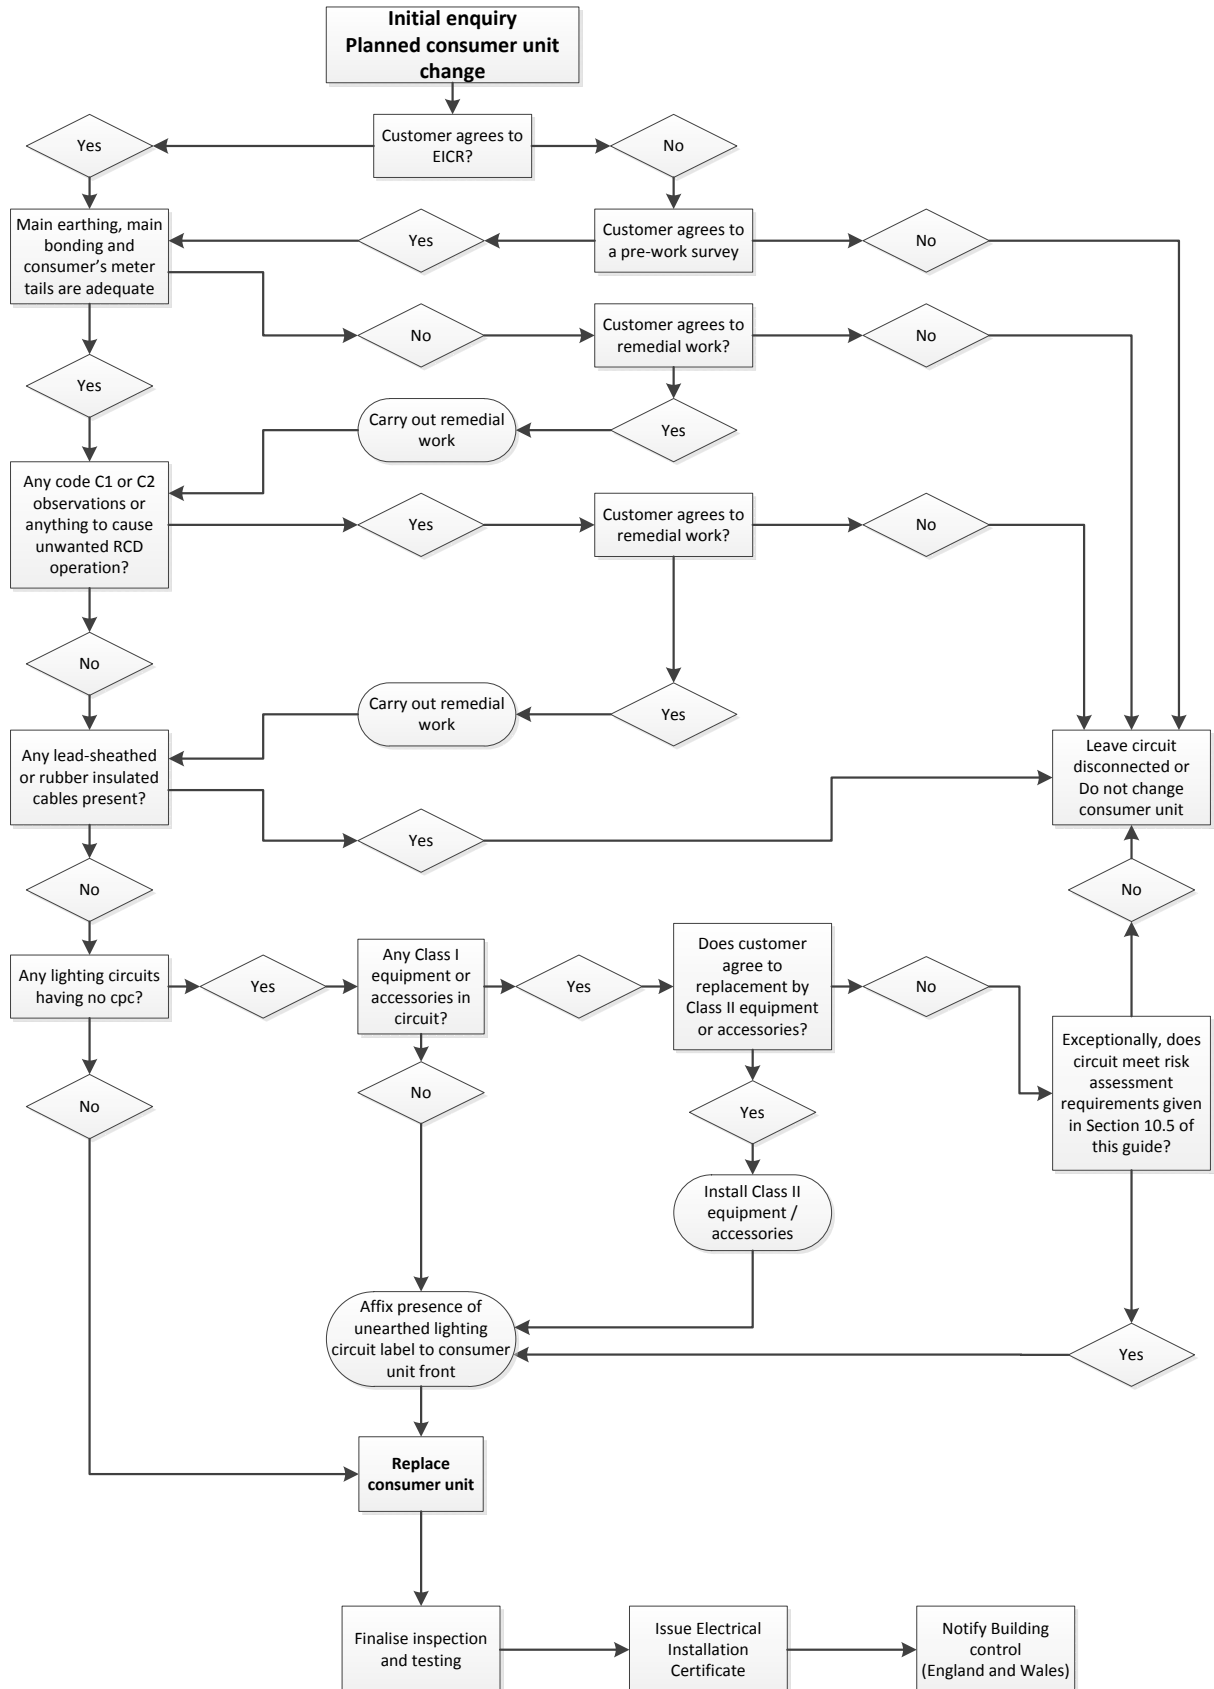 Initial enquiry
Planned consumer unit
change
Customer agrees to
EICR?
Yes
No
Main earthing, main
bonding and
consumer’s meter
tails are adequate
Yes
Customer agrees to
a pre-work survey
No
No
Customer agrees to
remedial work?
No
Yes
Carry out remedial
work
Yes
Any code C1 or C2
observations or
anything to cause
unwanted RCD
operation?
Yes
Customer agrees to
remedial work?
No
No
Carry out remedial
work
Yes
Any lead-sheathed
or rubber insulated
cables present?
Leave circuit
disconnected or
Do not change
consumer unit
Yes
No
No
Any lighting circuits
having no cpc?
Yes
Any Class I
equipment or
accessories in
circuit?
Yes
Does customer
agree to
replacement by
Class II equipment
or accessories?
No
Exceptionally, does
circuit meet risk
assessment
requirements given
in Section 10.5 of
this guide?
No
No
Yes
Install Class II
equipment /
accessories
Affix presence of
unearthed lighting
circuit label to consumer
unit front
Yes
Replace
consumer unit
Finalise inspection
and testing
Issue Electrical
Installation
Certificate
Notify Building
control
(England and Wales)